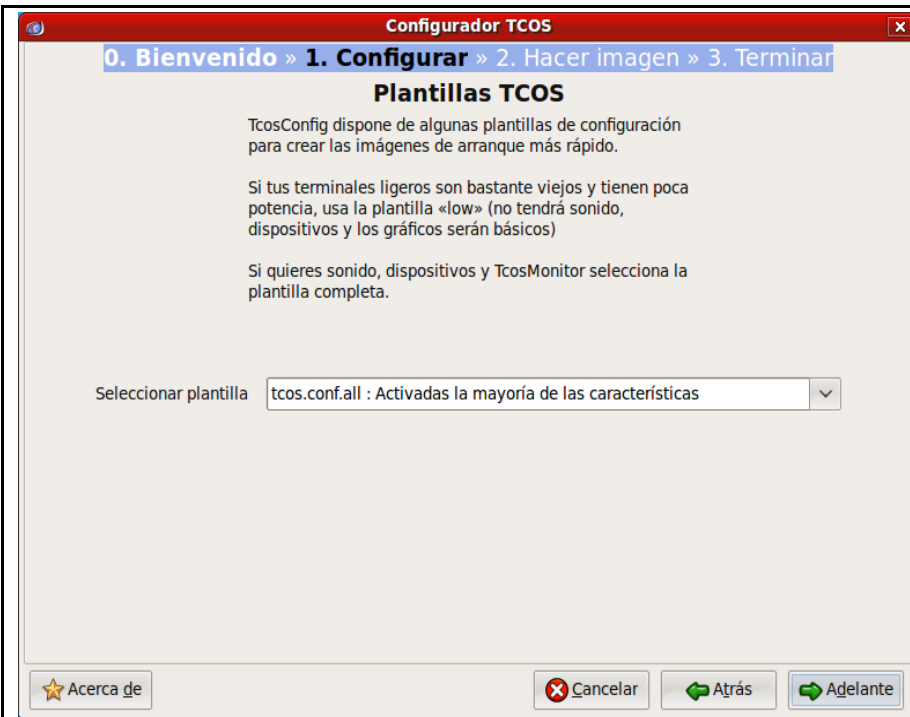 Configurador TCOS
0. Bienvenido » 1. Configurar » 2. Hacer imagen » 3. Terminar
Plantillas TCOS
TcosConfig dispone de algunas plantillas de configuración
para crear las imágenes de arranque más rápido.
Si tus terminales ligeros son bastante viejos y tienen poca
potencia, usa la plantilla «low» (no tendrá sonido,
dispositivos y los gráficos serán básicos)
Si quieres sonido, dispositivos y TcosMonitor selecciona la
plantilla completa.
Seleccionar plantilla tcos.conf.all : Activadas la mayoría de las características
Acerca de Cancelar Atrás Adelante